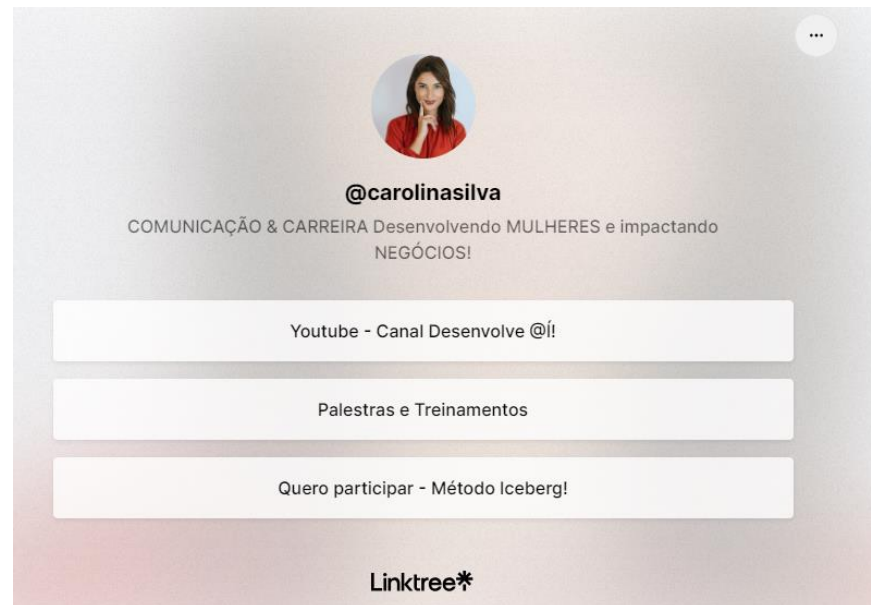 @carolinasilva
COMUNICAÇÃO & CARREIRA Desenvolvendo MULHERES e impactando
NEGÓCIOS!
Youtube - Canal Desenvolve @Í!
Palestras e Treinamentos
Quero participar - Método Iceberg!
Linktree